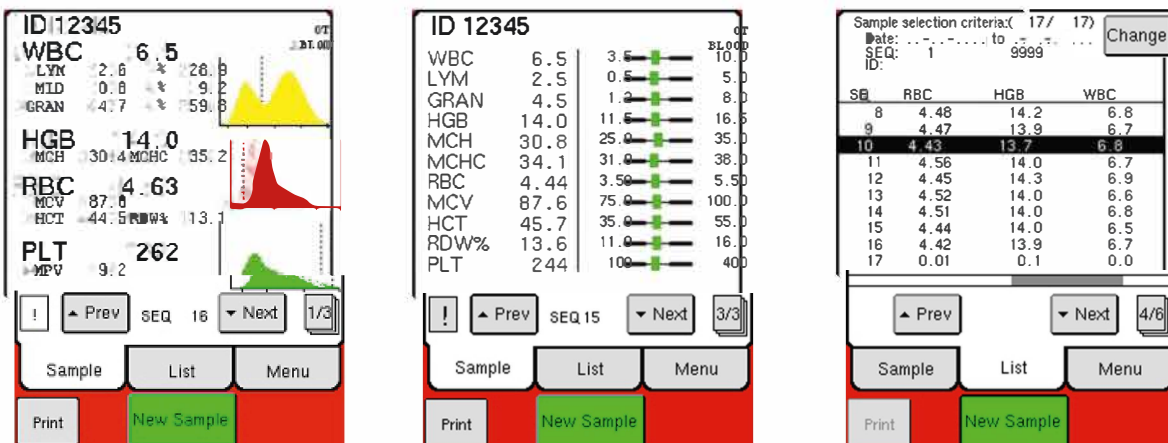 ID 12345
OT
BLOOD
WBC 6.5
LYM 2.6 % 28.9
MID 0.8 % 9.2
GRAN 4.7 % 59.8
HGB 14.0
MCH 30.4 MCHC 35.2
RBC 4.63
MCV 87.8
HCT 44.5 RDW% 13.1
PLT 262
MPV 9.2
! Prev SEQ 16 Next 1/3
Sample List Menu
Print New Sample
ID 12345
OT
BLOOD
WBC 6.5 3.5 10.0
LYM 2.5 0.5 5.0
GRAN 4.5 1.2 8.0
HGB 14.0 11.5 16.5
MCH 30.8 25.0 35.0
MCHC 34.1 31.0 38.0
RBC 4.44 3.50 5.50
MCV 87.6 75.0 100.0
HCT 45.7 35.0 55.0
RDW% 13.6 11.0 16.0
PLT 244 100 400
! Prev SEQ 15 Next 3/3
Sample List Menu
Print New Sample
Sample selection criteria:( 17/ 17)
Date: ..-..-.... to ..-..-....
Change
SEQ: 1 9999
ID:
SEQ RBC HGB WBC
8 4.48 14.2 6.8
9 4.47 13.9 6.7
10 4.43 13.7 6.8
11 4.56 14.0 6.7
12 4.45 14.3 6.9
13 4.52 14.0 6.6
14 4.51 14.0 6.8
15 4.44 14.0 6.5
16 4.42 13.9 6.7
17 0.01 0.1 0.0
Prev Next 4/6
Sample List Menu
Print New Sample